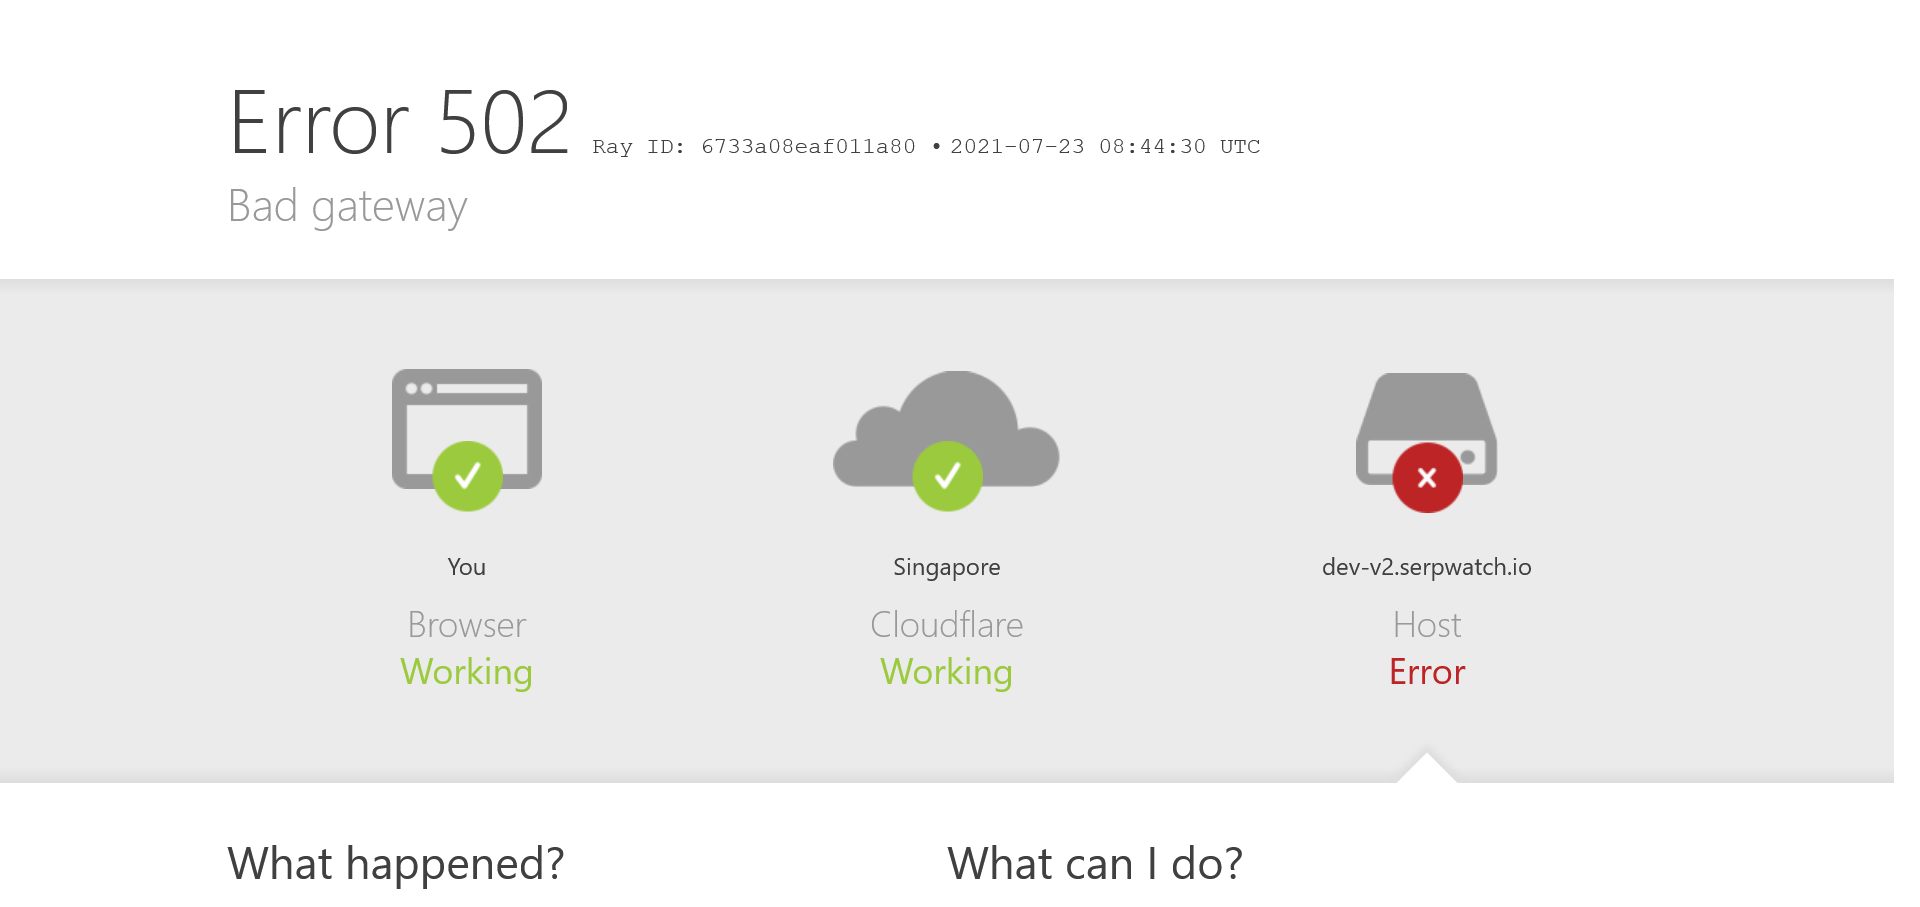 Error 502 Ray ID: 6733a08eaf011a80 • 2021-07-23 08:44:30 UTC
Bad gateway
You
Browser
Working
Singapore
Cloudflare
Working
dev-v2.serpwatch.io
Host
Error
What happened?
What can I do?